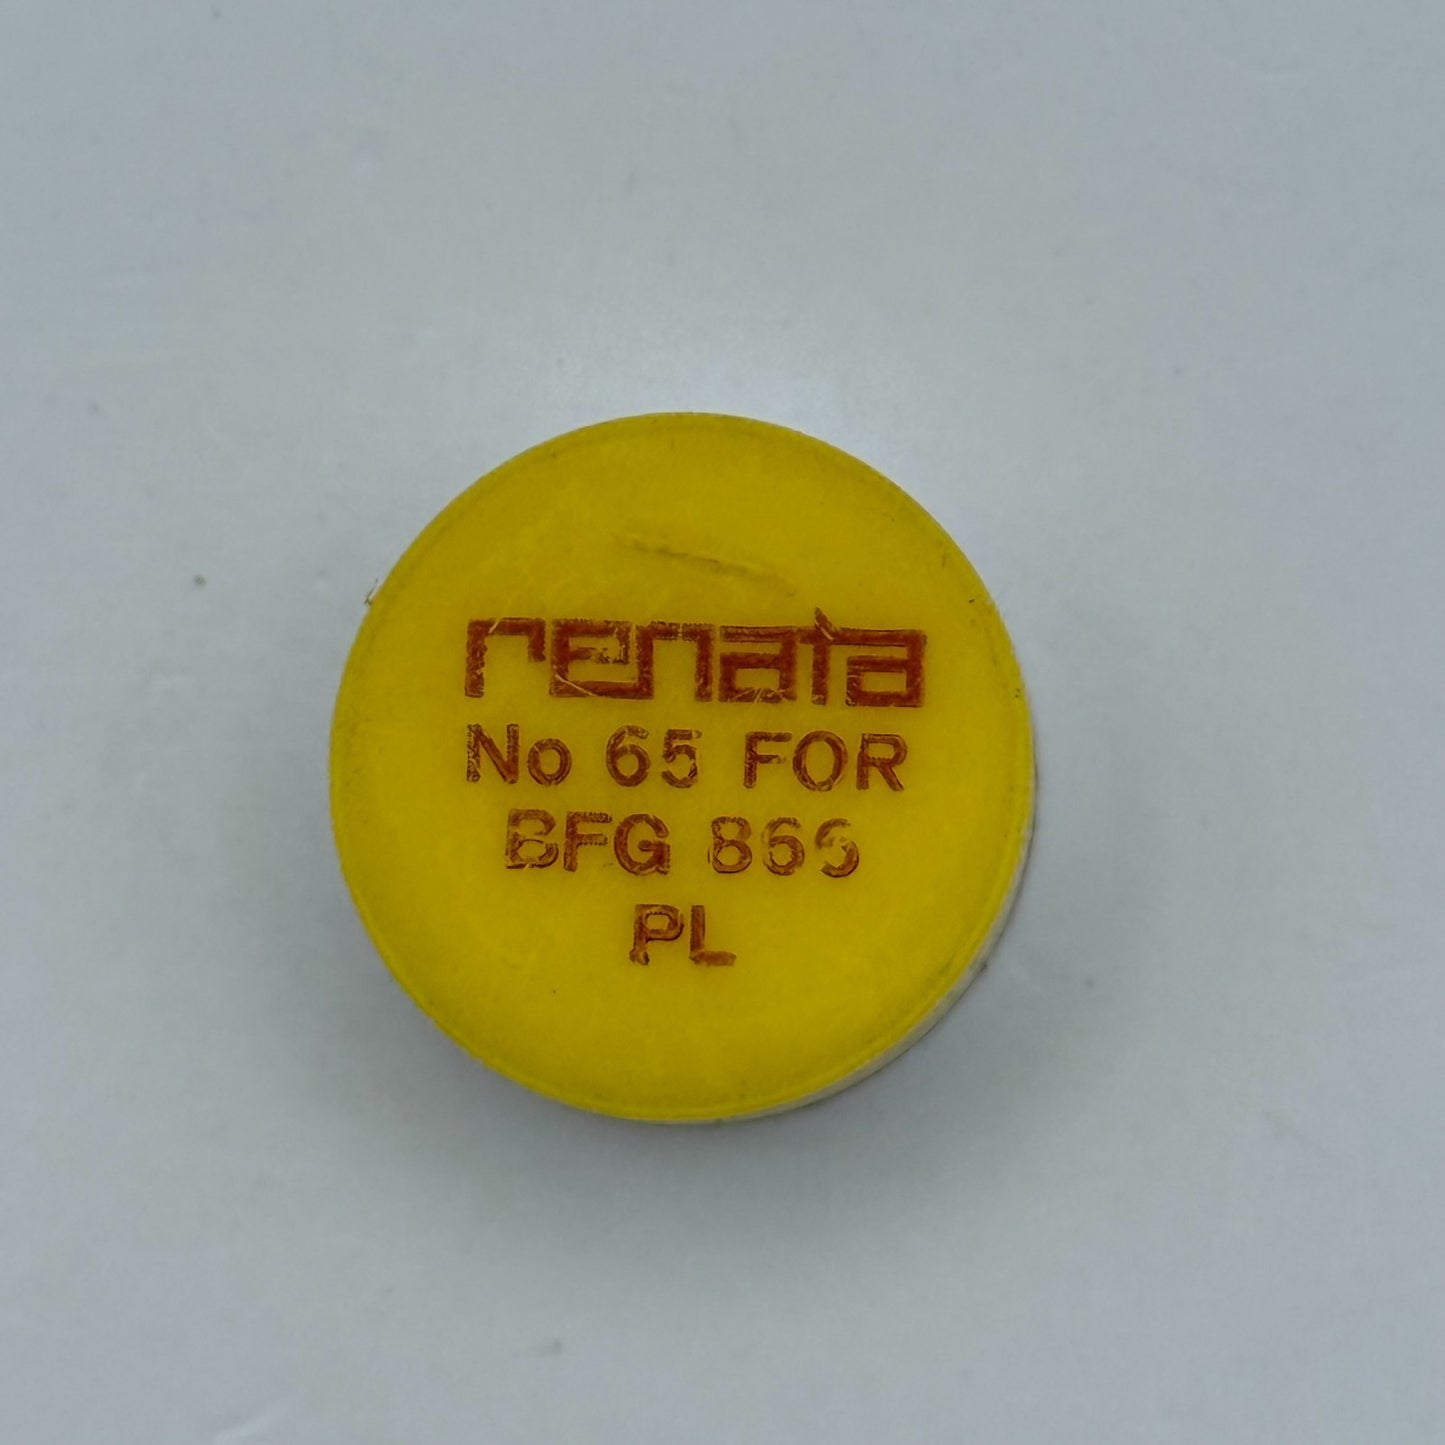 renata
No 65 FOR
BFG 866
PL